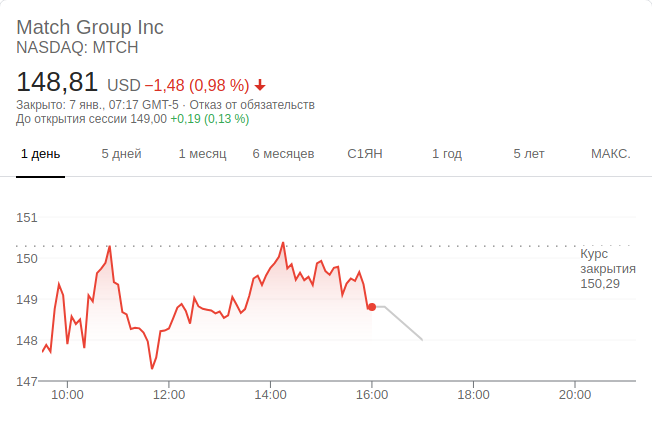 Match Group Inc
NASDAQ: MTCH
148,81 USD −1,48 (0,98 %)
Закрыто: 7 янв., 07:17 GMT-5 · Отказ от обязательств
До открытия сессии 149,00 +0,19 (0,13 %)
1 день 5 дней 1 месяц 6 месяцев С1ЯН 1 год 5 лет МАКС.
151
150
149
148
147
Курс
закрытия
150,29
10:00 12:00 14:00 16:00 18:00 20:00